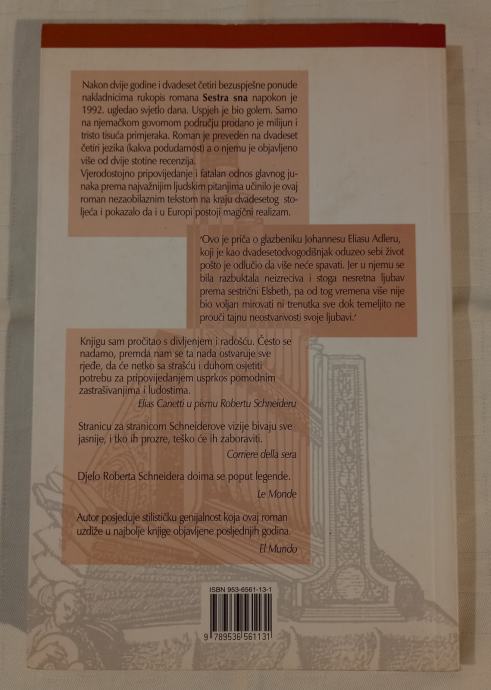 Nakon dvije godine i dvadeset četiri bezuspješne ponude
nakladnicima rukopis romana Sestra sna napokon je
1992. ugledao svjetlo dana. Uspjeh je bio golem. Samo
na njemačkom govornom području prodano je milijun i
tristo tisuća primjeraka. Roman je preveden na dvadeset
četiri jezika (kakva podudarnost) a o njemu je objavljeno
više od dvije stotine recenzija.
Vjerodostojno pripovijedanje i fatalan odnos glavnog ju-
naka prema najvažnijim ljudskim pitanjima učinilo je ovaj
roman nezaobilaznim tekstom na kraju dvadesetog sto-
ljeća i pokazalo da i u Europi postoji magični realizam.
'Ovo je priča o glazbeniku Johannesu Eliasu Adleru,
koji je kao dvadesetdvogodišnjak oduzeo sebi život
pošto je odlučio da više neće spavati. Jer u njemu se
bila razbuktala neizreciva i stoga nesretna ljubav
prema sestrični Elsbeth, pa od tog vremena više nije
bio voljan mirovati ni trenutka sve dok temeljito ne
prouči tajnu neostvarivosti svoje ljubavi.'
Knjigu sam pročitao s divljenjem i radošću. Često se
nadamo, premda nam se ta nada ostvaruje sve
rjeđe, da će netko sa strašću i duhom osjetiti
potrebu za pripovijedanjem usprkos pomodnim
zastrašivanjima i ludostima.
Elias Canetti u pismu Robertu Schneideru
Stranicu za stranicom Schneiderove vizije bivaju sve
jasnije, i tko ih prozre, teško će ih zaboraviti.
Corriere della sera
Djelo Roberta Schneidera doima se poput legende.
Le Monde
Autor posjeduje stilističku genijalnost koja ovaj roman
uzdiže u najbolje knjige objavljene posljednjih godina.
El Mundo
ISBN 953-6561-13-1
9 789536 561131